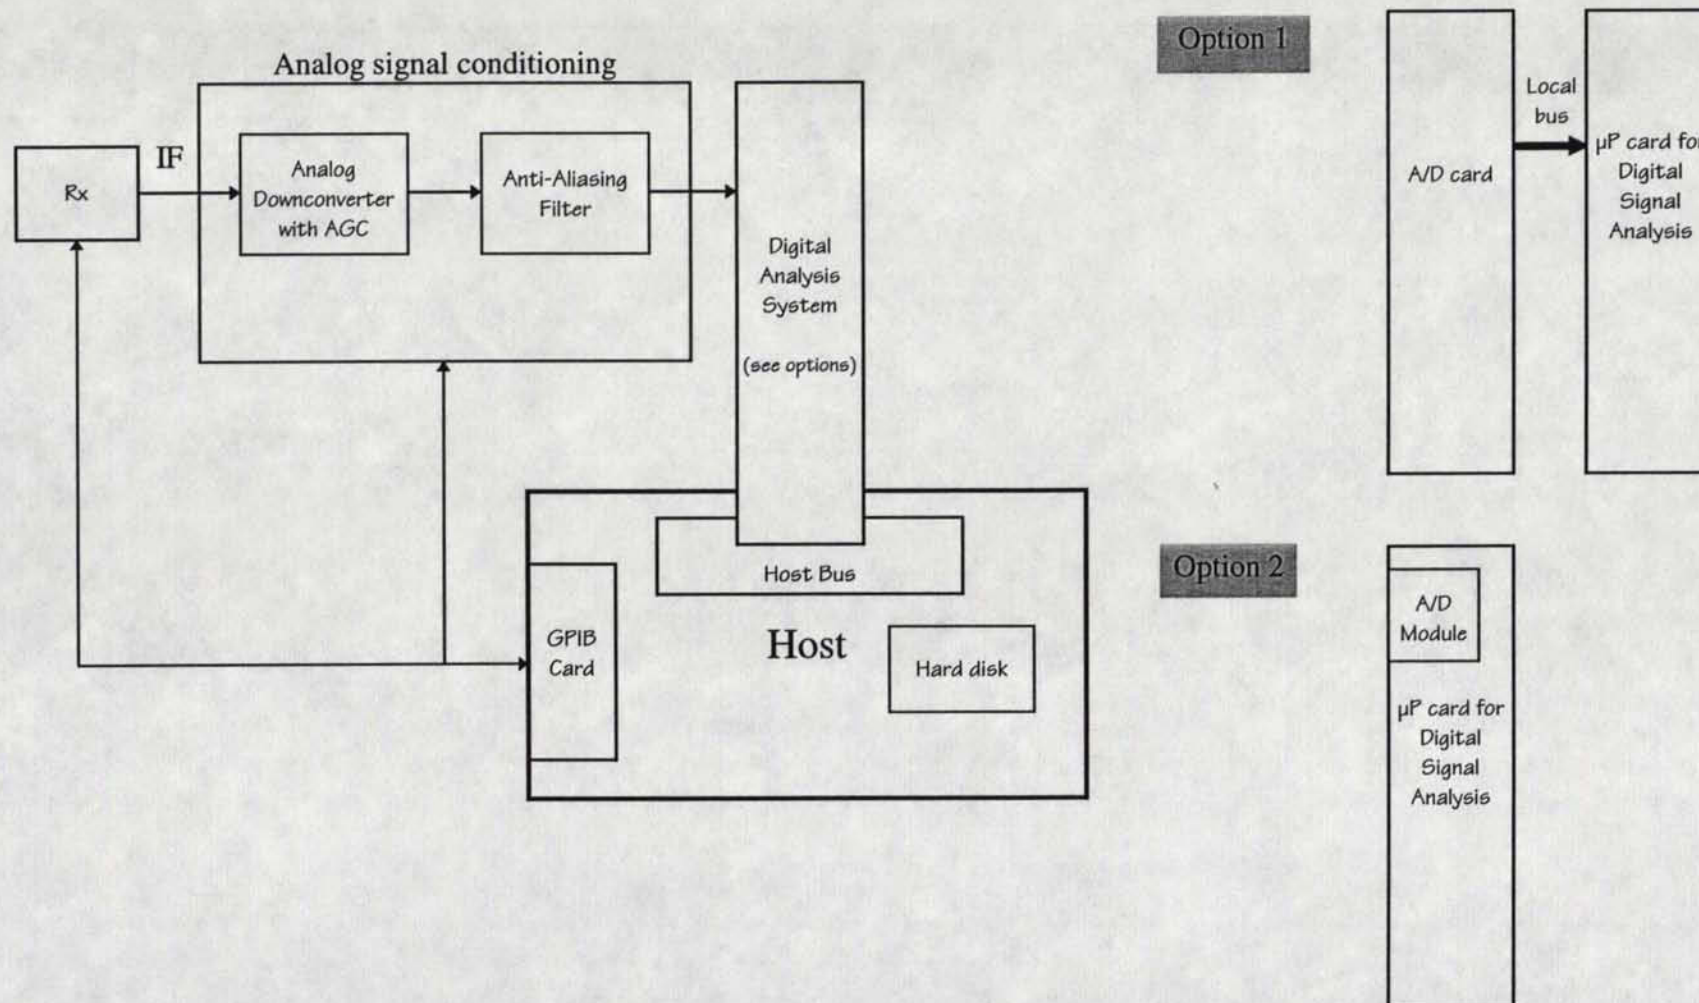 Analog signal conditioning
Rx
IF
Analog
Downconverter
with AGC
Anti-Aliasing
Filter
Digital
Analysis
System
(see options)
Host Bus
GPIB
Card
Host
Hard disk
Option 1
A/D card
Local
bus
µP card for
Digital
Signal
Analysis
Option 2
A/D
Module
µP card for
Digital
Signal
Analysis